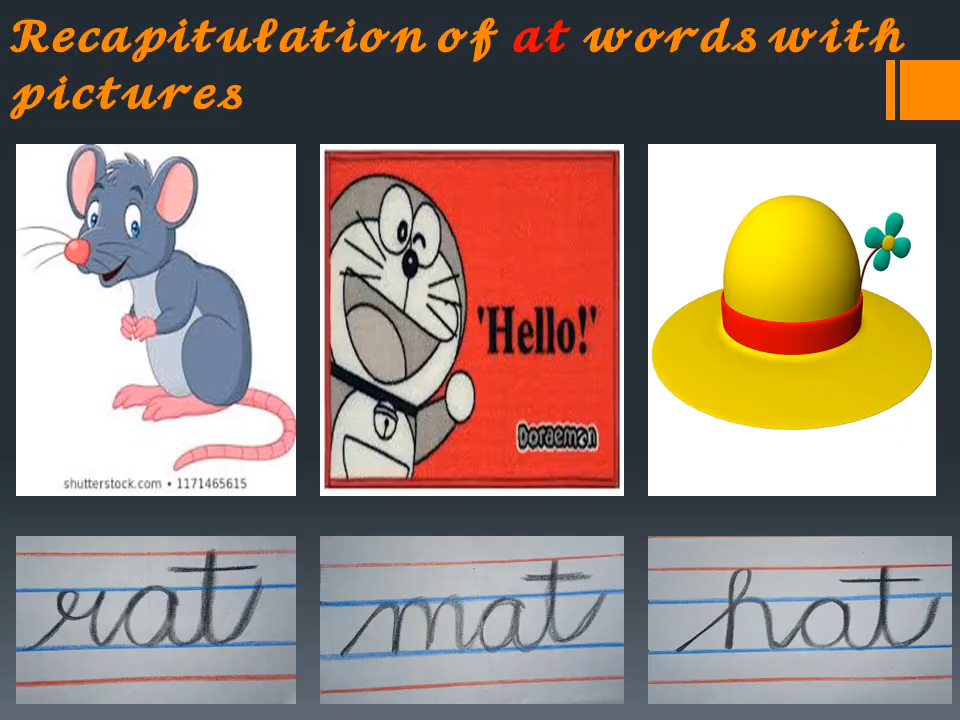 Recapitulation of at words with
pictures
'Hello!'
Doraemon
shutterstock.com • 1171465615
rat
mat
hat